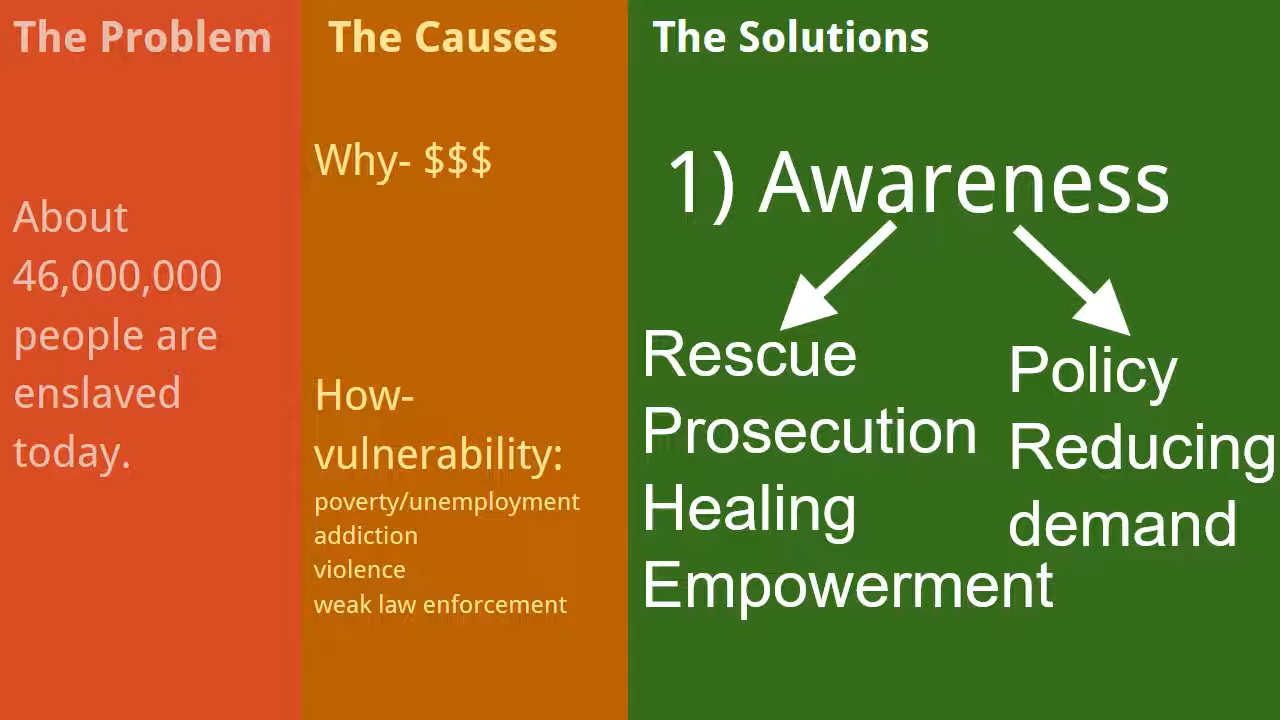 The Problem
About
46,000,000
people are
enslaved
today.
The Causes
Why- $$$
How-
vulnerability:
poverty/unemployment
addiction
violence
weak law enforcement
The Solutions
1) Awareness
Rescue
Prosecution
Healing
Empowerment
Policy
Reducing
demand